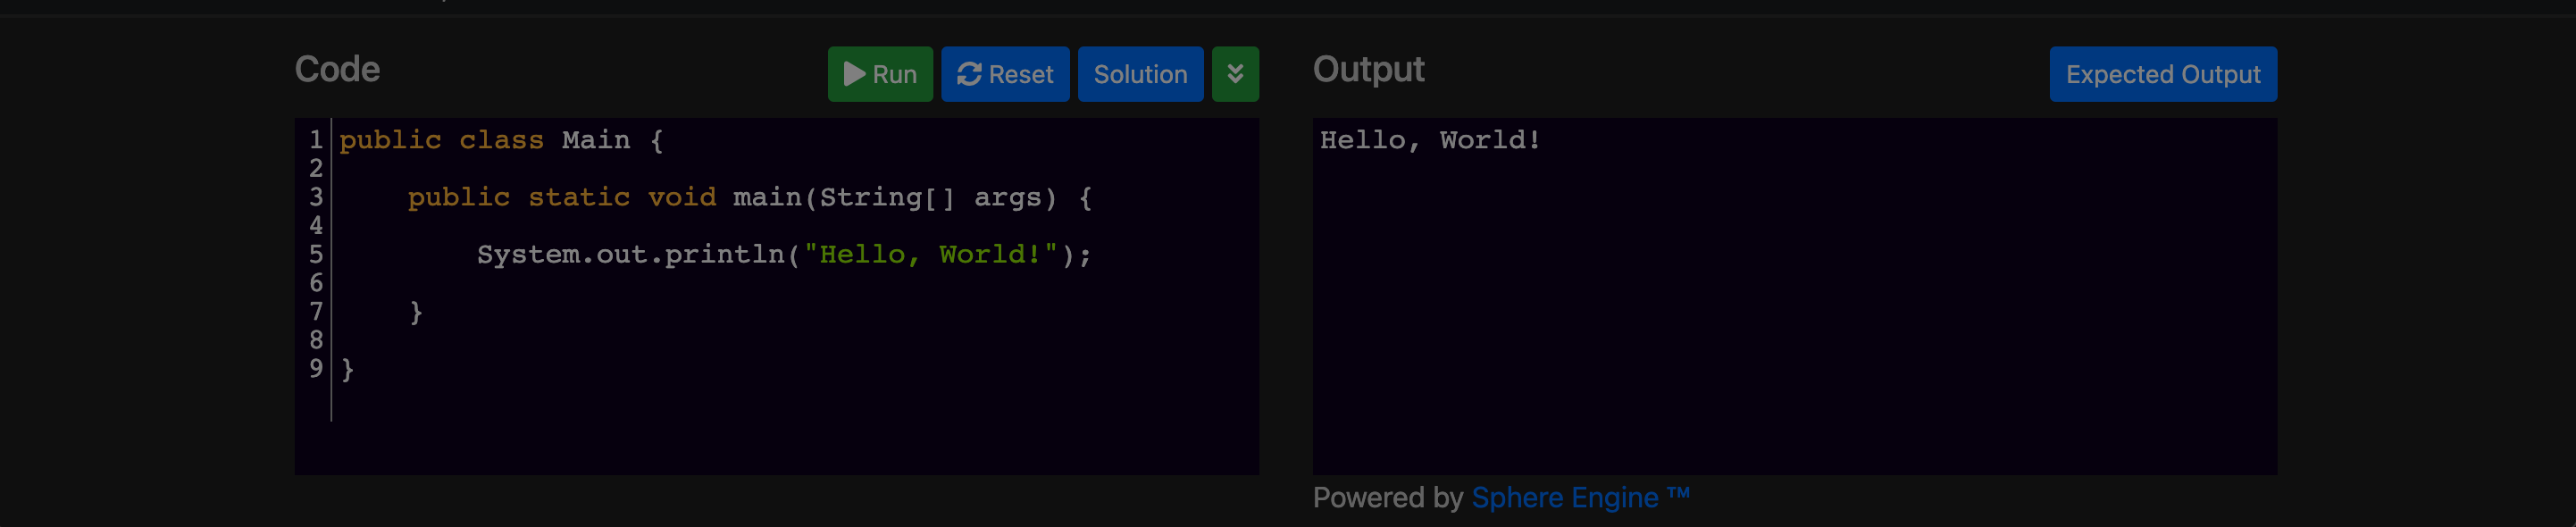 Code
Run Reset Solution
1 public class Main {
2
3     public static void main(String[] args) {
4
5         System.out.println("Hello, World!");
6
7     }
8
9 }
Output
Expected Output
Hello, World!
Powered by Sphere Engine ™